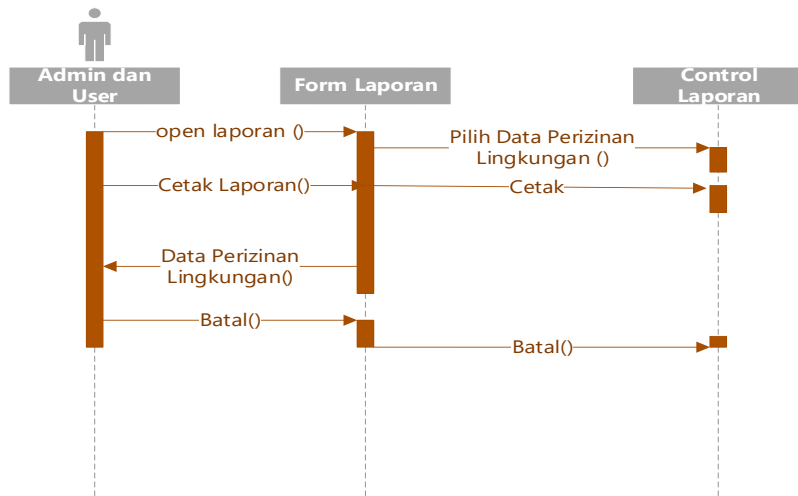 Admin dan
User
Form Laporan
Control
Laporan
open laporan ()
Pilih Data Perizinan
Lingkungan ()
Cetak Laporan()
Cetak
Data Perizinan
Lingkungan()
Batal()
Batal()